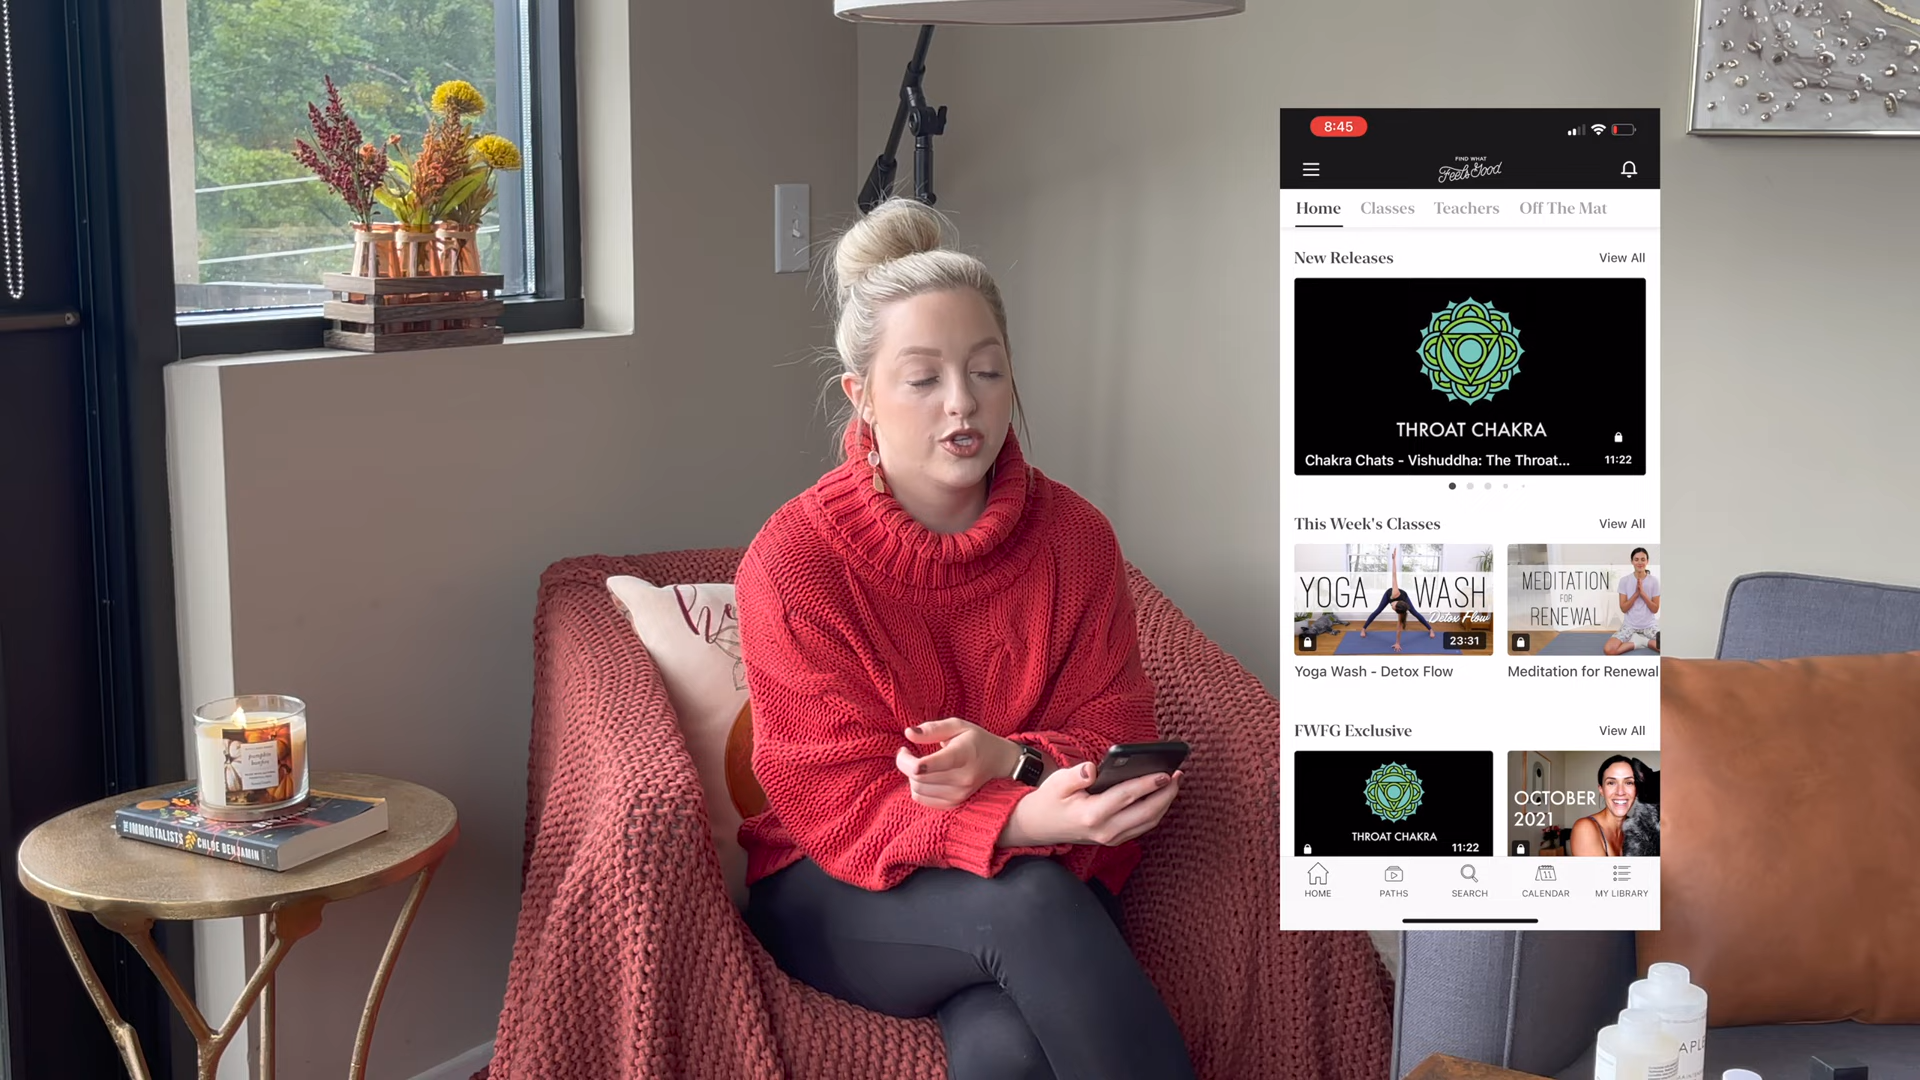 8:45
FIND WHAT
Feels Good
Home Classes Teachers Off The Mat
New Releases View All
THROAT CHAKRA
Chakra Chats - Vishuddha: The Throat... 11:22
This Week's Classes View All
YOGA WASH
Detox Flow
23:31
MEDITATION
FOR
RENEWAL
Yoga Wash - Detox Flow
Meditation for Renewal
FWFG Exclusive View All
THROAT CHAKRA
11:22
OCTOBER
2021
HOME PATHS SEARCH CALENDAR MY LIBRARY
11
THE IMMORTALISTS CHLOE BENJAMIN